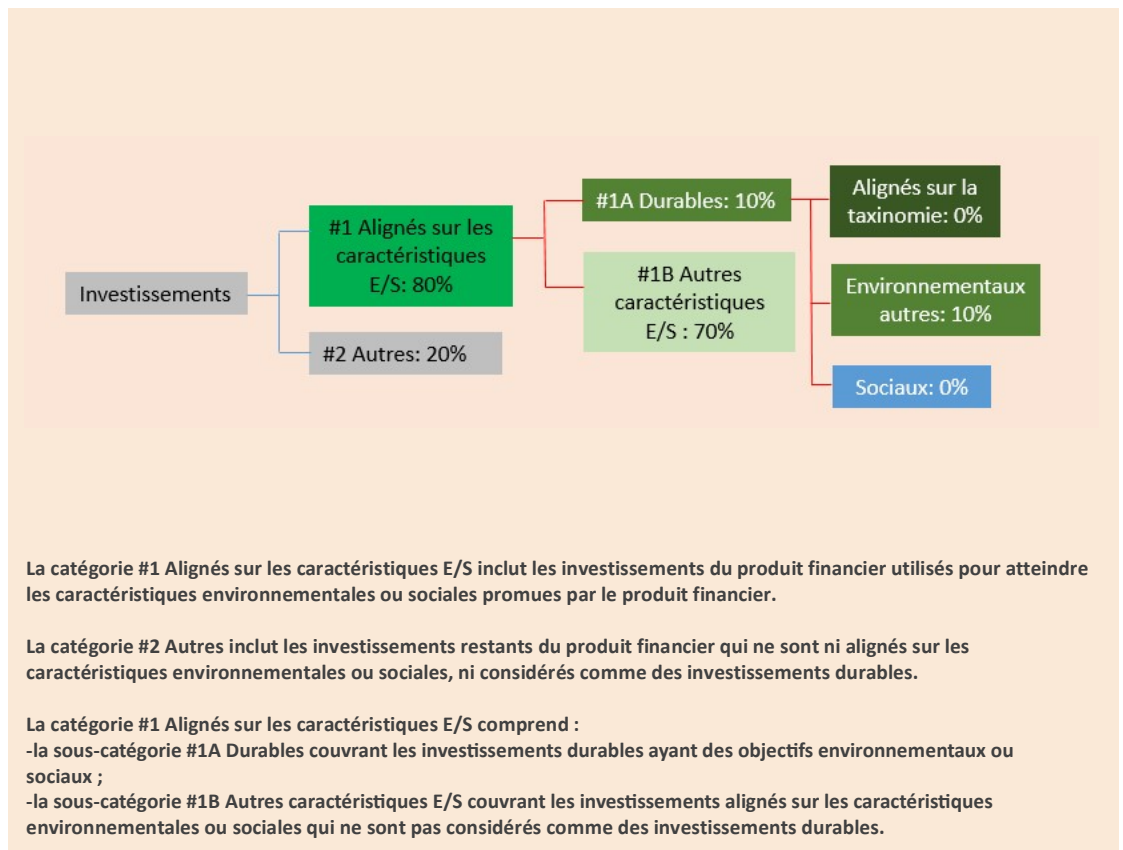 Investissements
#1 Alignés sur les
caractéristiques
E/S: 80%
#2 Autres: 20%
#1A Durables: 10%
#1B Autres
caractéristiques
E/S : 70%
Alignés sur la
taxinomie: 0%
Environnementaux
autres: 10%
Sociaux: 0%
La catégorie #1 Alignés sur les caractéristiques E/S inclut les investissements du produit financier utilisés pour atteindre
les caractéristiques environnementales ou sociales promues par le produit financier.
La catégorie #2 Autres inclut les investissements restants du produit financier qui ne sont ni alignés sur les
caractéristiques environnementales ou sociales, ni considérés comme des investissements durables.
La catégorie #1 Alignés sur les caractéristiques E/S comprend :
-la sous-catégorie #1A Durables couvrant les investissements durables ayant des objectifs environnementaux ou
sociaux ;
-la sous-catégorie #1B Autres caractéristiques E/S couvrant les investissements alignés sur les caractéristiques
environnementales ou sociales qui ne sont pas considérés comme des investissements durables.